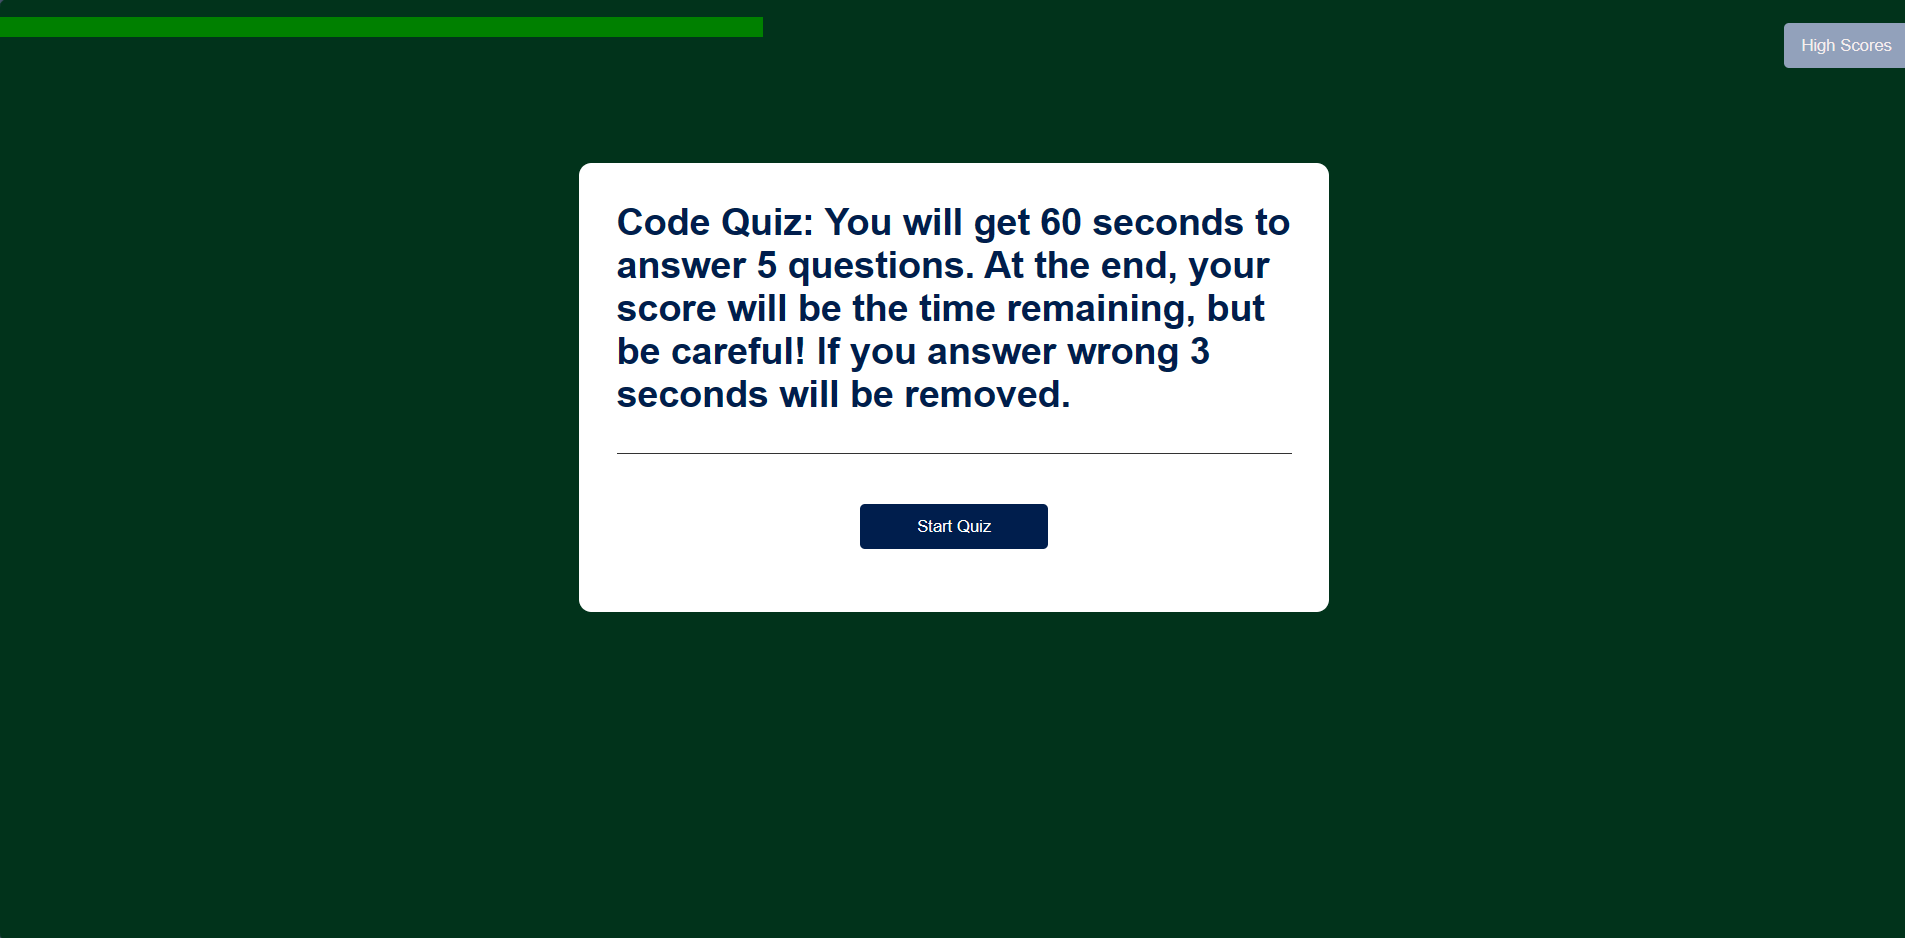 High Scores
Code Quiz: You will get 60 seconds to
answer 5 questions. At the end, your
score will be the time remaining, but
be careful! If you answer wrong 3
seconds will be removed.
Start Quiz